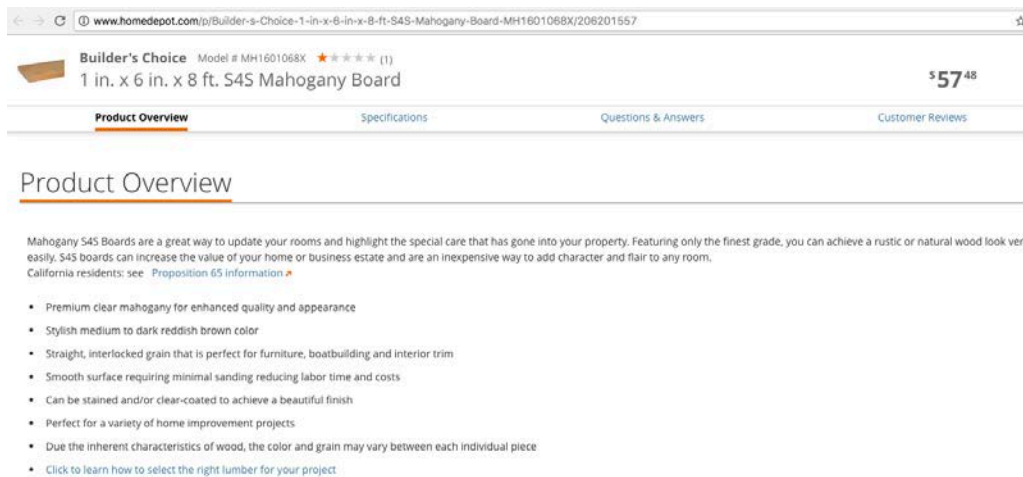 www.homedepot.com/p/Builder-s-Choice-1-in-x-6-in-x-8-ft-S4S-Mahogany-Board-MH1601068X/206201557
Builder's Choice Model # MH1601068X (1)
1 in. x 6 in. x 8 ft. S4S Mahogany Board
$57 48
Product Overview Specifications Questions & Answers Customer Reviews
Product Overview
Mahogany S4S Boards are a great way to update your rooms and highlight the special care that has gone into your property. Featuring only the finest grade, you can achieve a rustic or natural wood look ver
easily. S4S boards can increase the value of your home or business estate and are an inexpensive way to add character and flair to any room.
California residents: see Proposition 65 information
• Premium clear mahogany for enhanced quality and appearance
• Stylish medium to dark reddish brown color
• Straight, interlocked grain that is perfect for furniture, boatbuilding and interior trim
• Smooth surface requiring minimal sanding reducing labor time and costs
• Can be stained and/or clear-coated to achieve a beautiful finish
• Perfect for a variety of home improvement projects
• Due the inherent characteristics of wood, the color and grain may vary between each individual piece
• Click to learn how to select the right lumber for your project